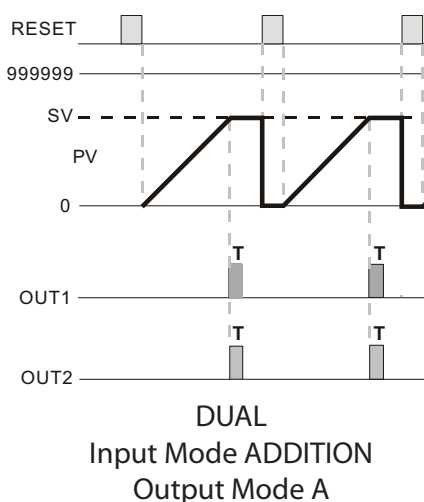 RESET
999999
SV
PV
0
T
T
OUT1
T
T
OUT2
DUAL
Input Mode ADDITION
Output Mode A